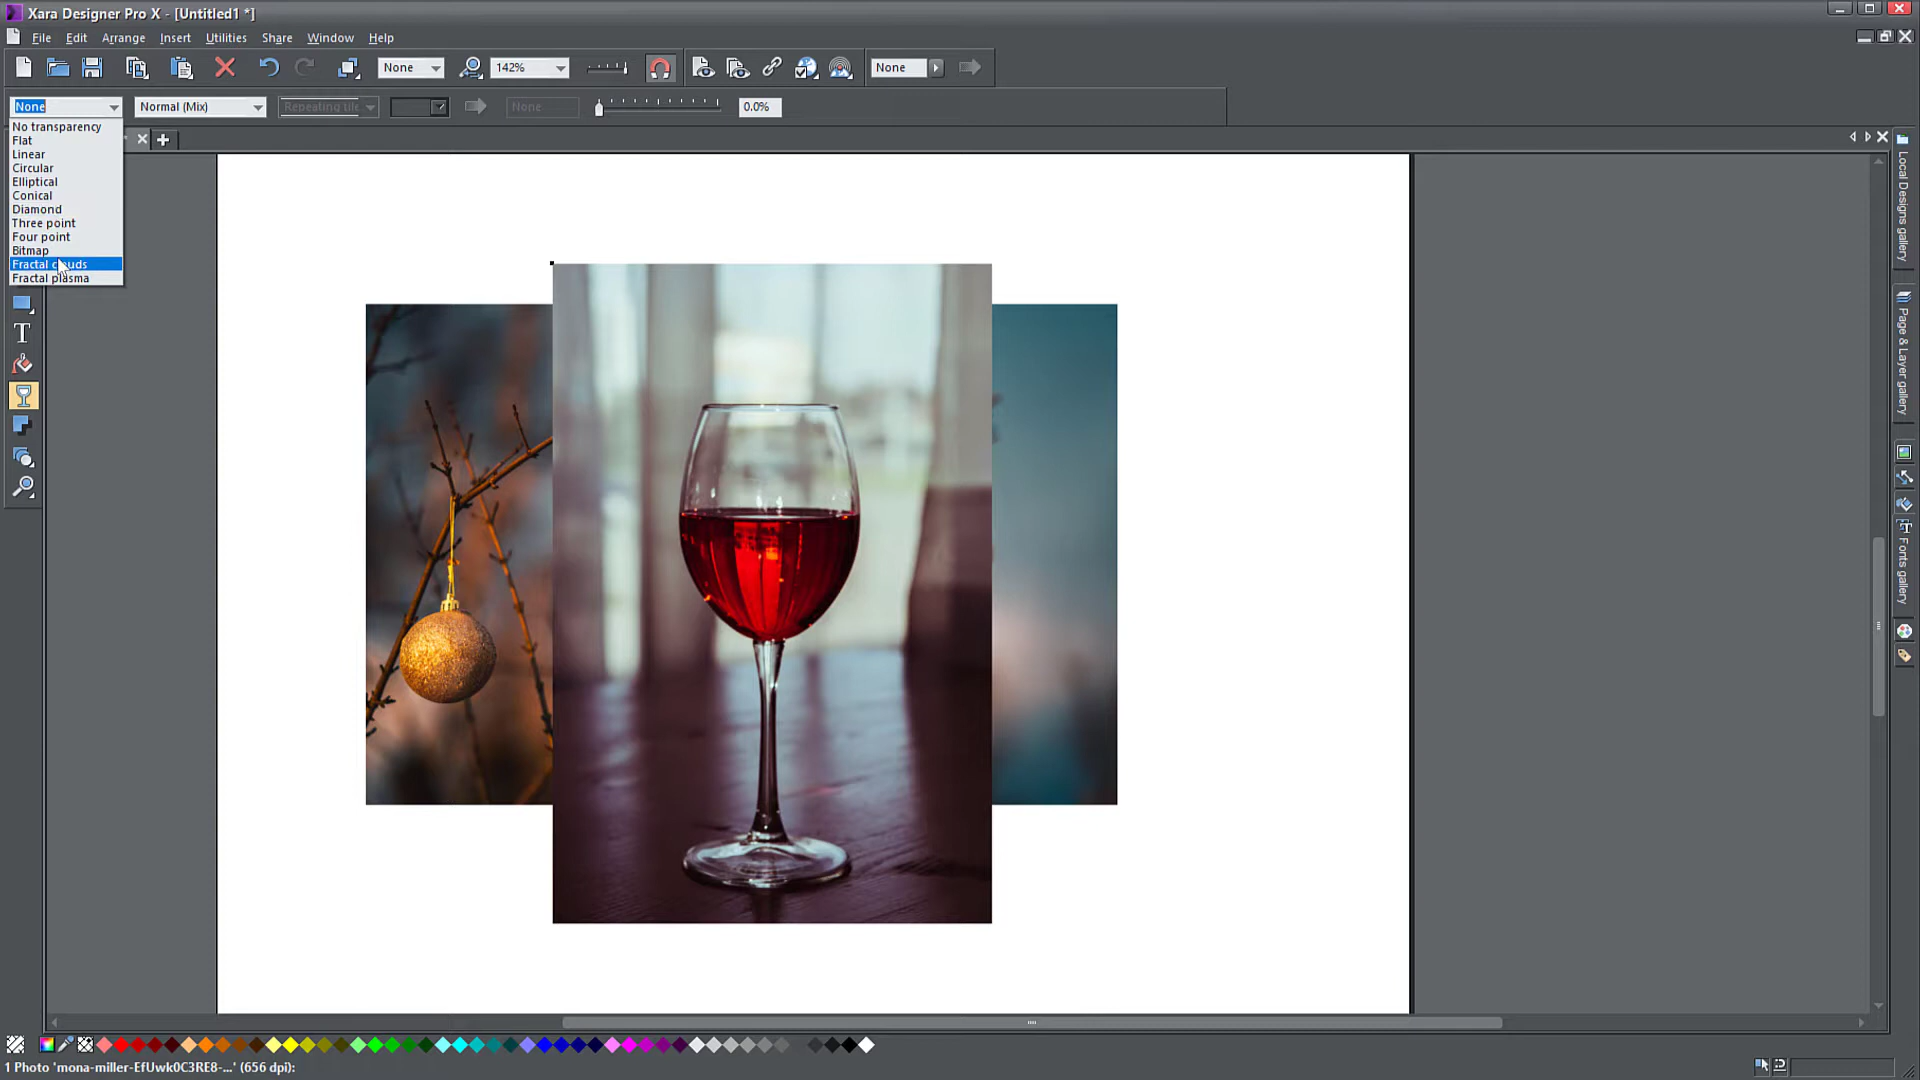 Xara Designer Pro X - [Untitled1 *]
File Edit Arrange Insert Utilities Share Window Help
None 142% None
None Normal (Mix) Repeating tile None 0.0%
No transparency
Flat
Linear
Circular
Elliptical
Conical
Diamond
Three point
Four point
Bitmap
Fractal clouds
Fractal plasma
T
Local Designs gallery
Page & Layer gallery
Fonts gallery
1 Photo 'mona-miller-EfUwk0C3RE8-...' (656 dpi):